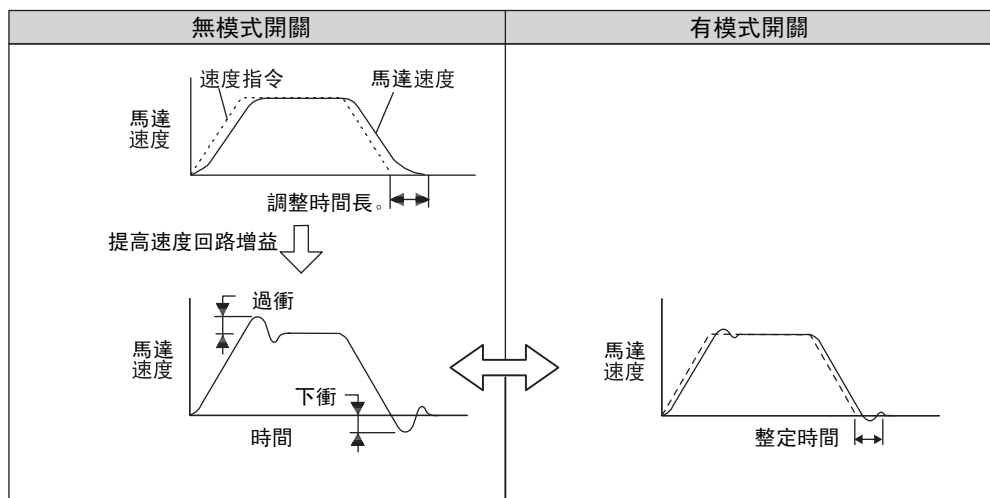 無模式開關
有模式開關
速度指令
馬達速度
馬達
速度
調整時間長。
提高速度回路增益
過衝
馬達
速度
下衝
時間
馬達
速度
整定時間